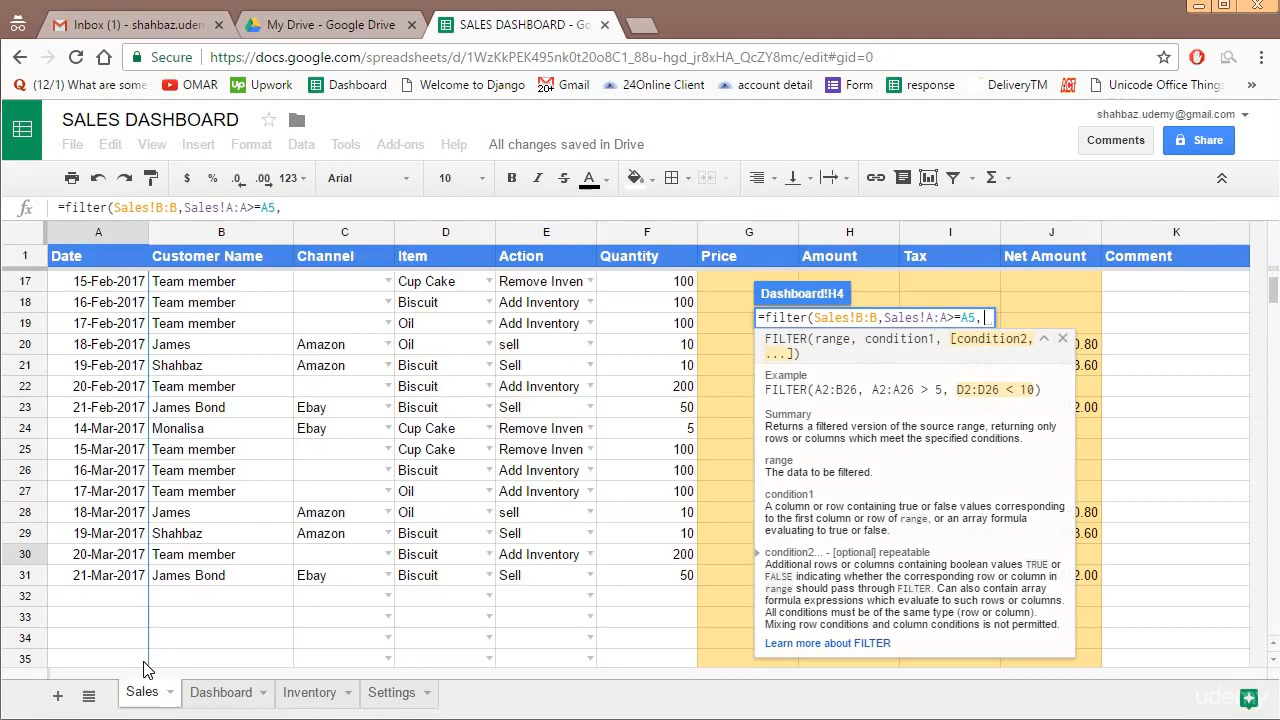 Inbox (1) - shahbaz.udem
My Drive - Google Drive
SALES DASHBOARD - Go
Secure
https://docs.google.com/spreadsheets/d/1WzKkPEK495nk0t20o8C1_88u-hgd_jr8xHA_QcZY8mc/edit#gid=0
(12/1) What are some
OMAR
Upwork
Dashboard
Welcome to Django
20+
Gmail
24Online Client
account detail
Form
response
DeliveryTM
ACT
Unicode Office Thing
SALES DASHBOARD
shahbaz.udemy@gmail.com
File Edit View Insert Format Data Tools Add-ons Help All changes saved in Drive
Comments
Share
$ % .0 .00 123 Arial 10 B I S A Σ
fx =filter(Sales!B:B,Sales!A:A>=A5,
A B C D E F G H I J K
1 Date Customer Name Channel Item Action Quantity Price Amount Tax Net Amount Comment
17 15-Feb-2017 Team member Cup Cake Remove Inven 100
18 16-Feb-2017 Team member Biscuit Add Inventory 100
19 17-Feb-2017 Team member Oil Add Inventory 100
20 18-Feb-2017 James Amazon Oil sell 10 0.80
21 19-Feb-2017 Shahbaz Amazon Biscuit Sell 10 3.60
22 20-Feb-2017 Team member Biscuit Add Inventory 200
23 21-Feb-2017 James Bond Ebay Biscuit Sell 50 2.00
24 14-Mar-2017 Monalisa Ebay Cup Cake Remove Inven 5
25 15-Mar-2017 Team member Cup Cake Remove Inven 100
26 16-Mar-2017 Team member Biscuit Add Inventory 100
27 17-Mar-2017 Team member Oil Add Inventory 100
28 18-Mar-2017 James Amazon Oil sell 10 0.80
29 19-Mar-2017 Shahbaz Amazon Biscuit Sell 10 3.60
30 20-Mar-2017 Team member Biscuit Add Inventory 200
31 21-Mar-2017 James Bond Ebay Biscuit Sell 50 2.00
32
33
34
35
Dashboard!H4
=filter(Sales!B:B,Sales!A:A>=A5,
FILTER(range, condition1, [condition2,
...])
Example
FILTER(A2:B26, A2:A26 > 5, D2:D26 < 10)
Summary
Returns a filtered version of the source range, returning only
rows or columns which meet the specified conditions.
range
The data to be filtered.
condition1
A column or row containing true or false values corresponding
to the first column or row of range, or an array formula
evaluating to true or false.
condition2... - [optional] repeatable
Additional rows or columns containing boolean values TRUE or
FALSE indicating whether the corresponding row or column in
range should pass through FILTER. Can also contain array
formula expressions which evaluate to such rows or columns.
All conditions must be of the same type (row or column).
Mixing row conditions and column conditions is not permitted.
Learn more about FILTER
+ Sales Dashboard Inventory Settings
udemy